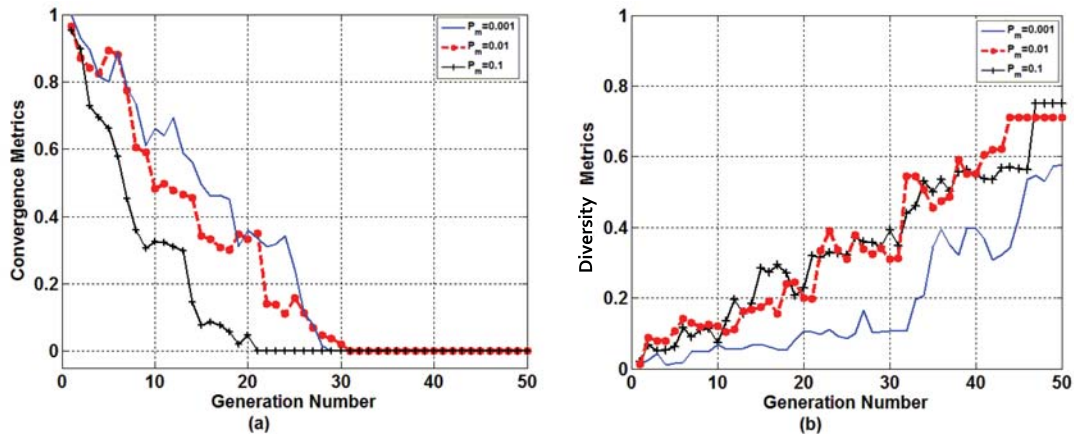 1
0.8
0.6
0.4
0.2
0
Convergence Metrics
0 10 20 30 40 50
Generation Number
(a)
P_m=0.001
P_m=0.01
P_m=0.1
1
0.8
0.6
0.4
0.2
0
Diversity Metrics
0 10 20 30 40 50
Generation Number
(b)
P_m=0.001
P_m=0.01
P_m=0.1